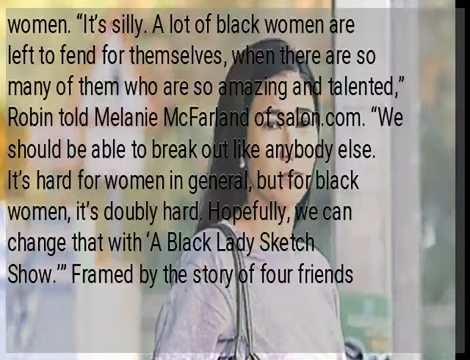 women. “It’s silly. A lot of black women are
left to fend for themselves, when there are so
many of them who are so amazing and talented,”
Robin told Melanie McFarland of salon.com. “We
should be able to break out like anybody else.
It’s hard for women in general, but for black
women, it’s doubly hard. Hopefully, we can
change that with ‘A Black Lady Sketch
Show.’” Framed by the story of four friends